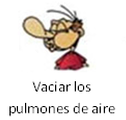 Vaciar los
pulmones de aire